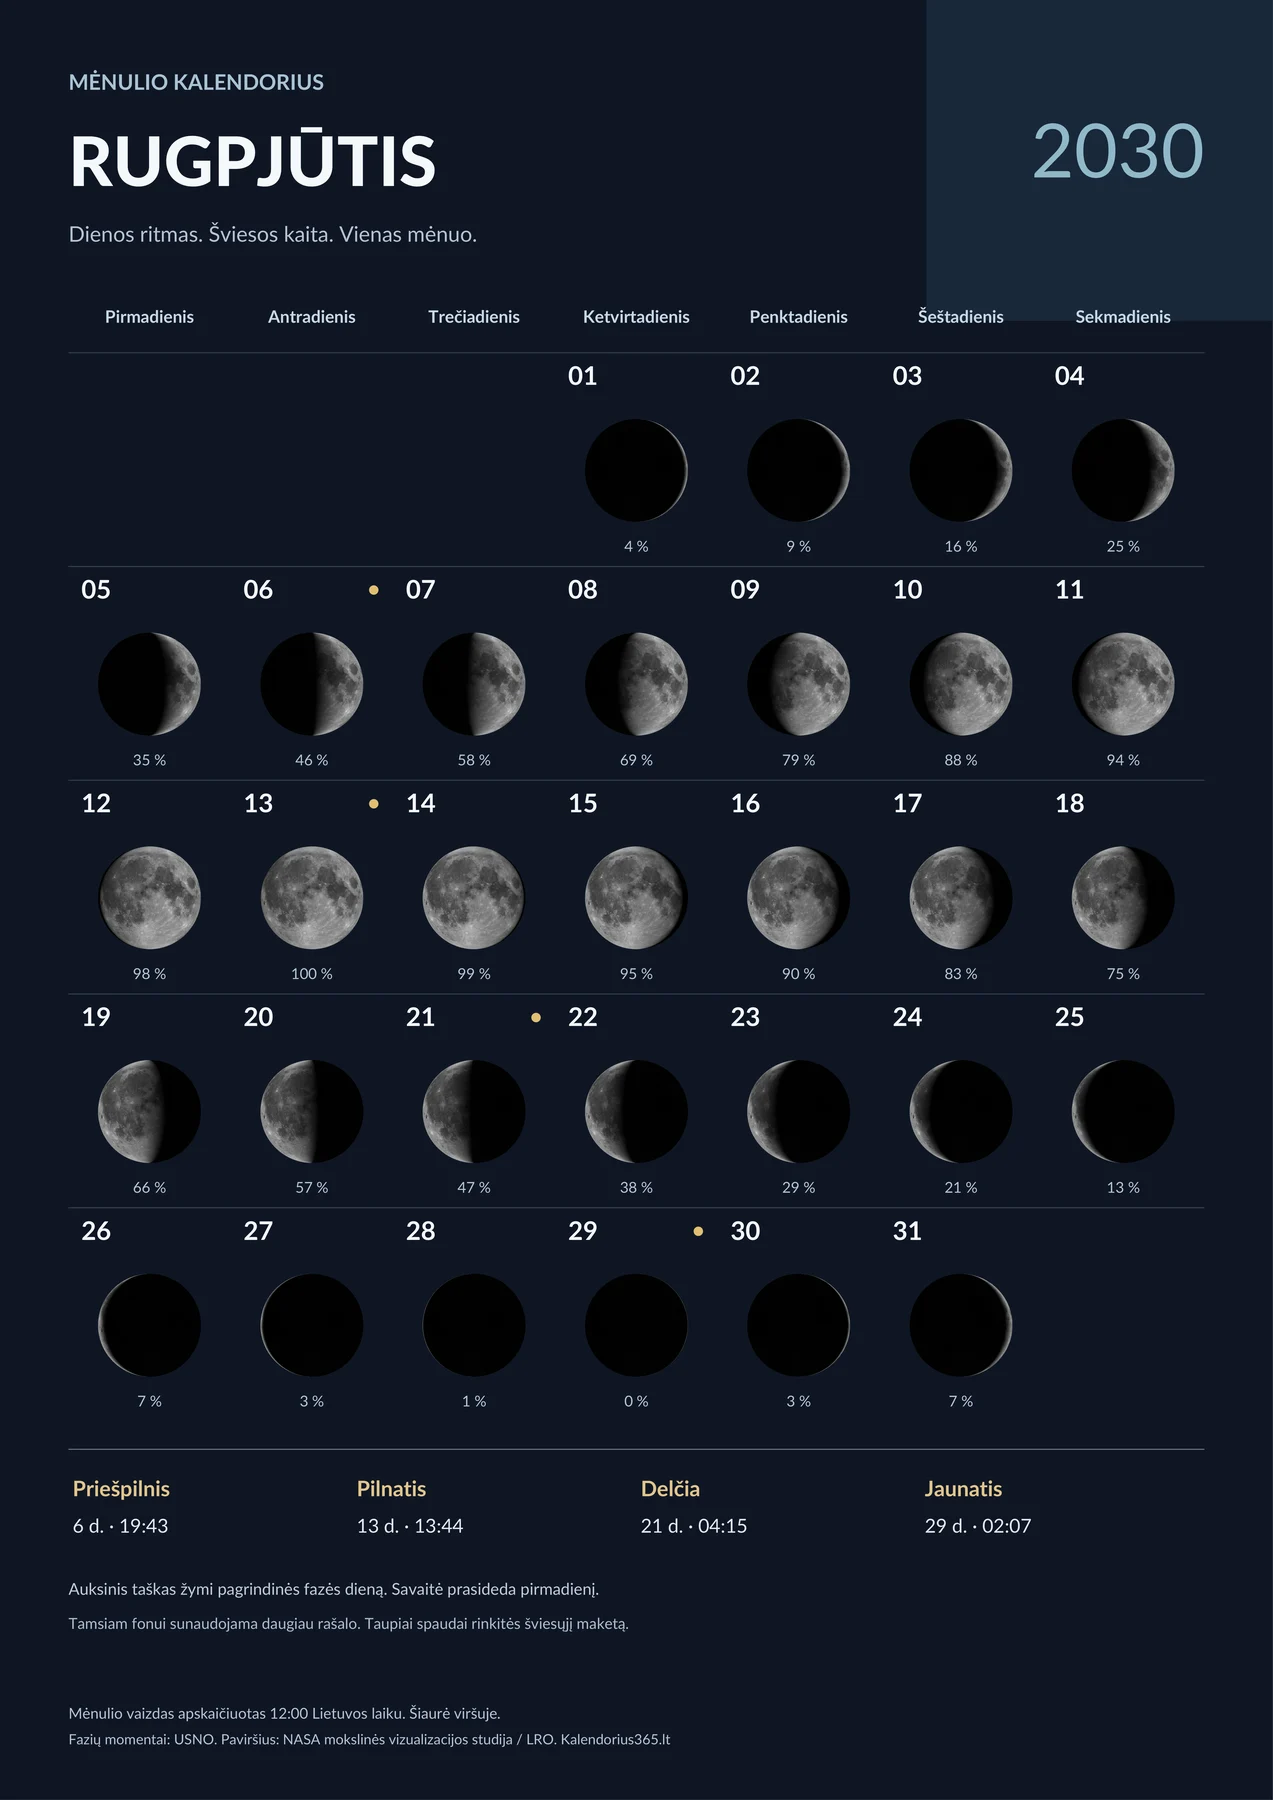 MĖNULIO KALENDORIUS
RUGPJŪTIS
2030
Dienos ritmas. Šviesos kaita. Vienas mėnuo.
Pirmadienis Antradienis Trečiadienis Ketvirtadienis Penktadienis Šeštadienis Sekmadienis
01 02 03 04
4 % 9 % 16 % 25 %
05 06 07 08 09 10 11
35 % 46 % 58 % 69 % 79 % 88 % 94 %
12 13 14 15 16 17 18
98 % 100 % 99 % 95 % 90 % 83 % 75 %
19 20 21 22 23 24 25
66 % 57 % 47 % 38 % 29 % 21 % 13 %
26 27 28 29 30 31
7 % 3 % 1 % 0 % 3 % 7 %
Priešpilnis Pilnatis Delčia Jaunatis
6 d. · 19:43 13 d. · 13:44 21 d. · 04:15 29 d. · 02:07
Auksinis taškas žymi pagrindinės fazės dieną. Savaitė prasideda pirmadienį.
Tamsiam fonui sunaudojama daugiau rašalo. Taupiai spaudai rinkitės šviesųjį maketą.
Mėnulio vaizdas apskaičiuotas 12:00 Lietuvos laiku. Šiaurė viršuje.
Fazių momentai: USNO. Paviršius: NASA mokslinės vizualizacijos studija / LRO. Kalendorius365.lt